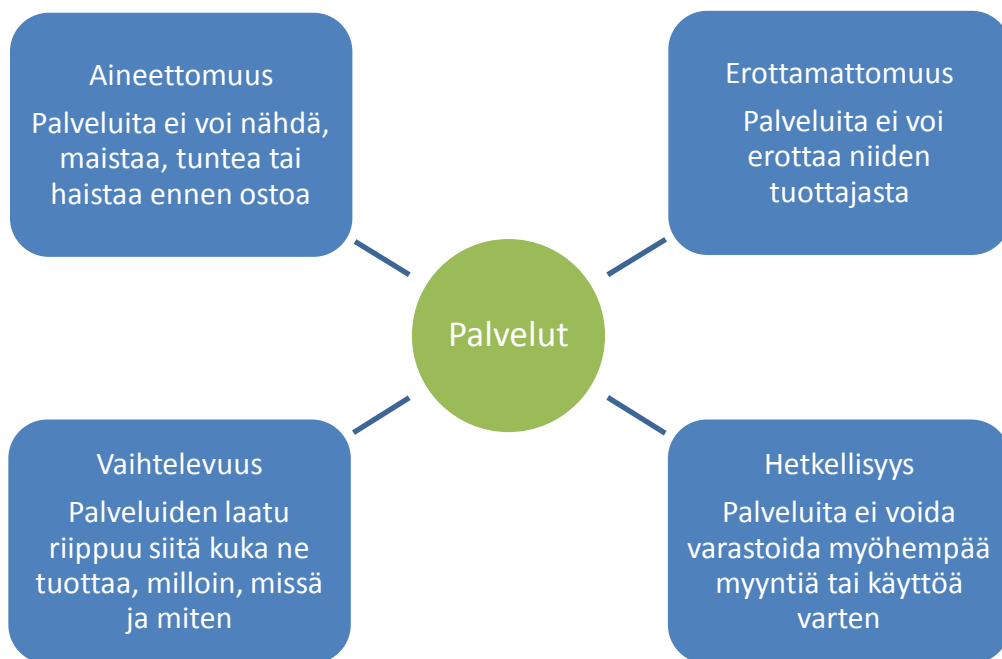 Aineettomuus
Palveluita ei voi nähdä,
maistaa, tuntea tai
haistaa ennen ostoa
Erottamattomuus
Palveluita ei voi
erottaa niiden
tuottajasta
Palvelut
Vaihtelevuus
Palveluiden laatu
riippuu siitä kuka ne
tuottaa, milloin, missä
ja miten
Hetkellisyys
Palveluita ei voida
varastoida myöhempää
myyntiä tai käyttöä
varten